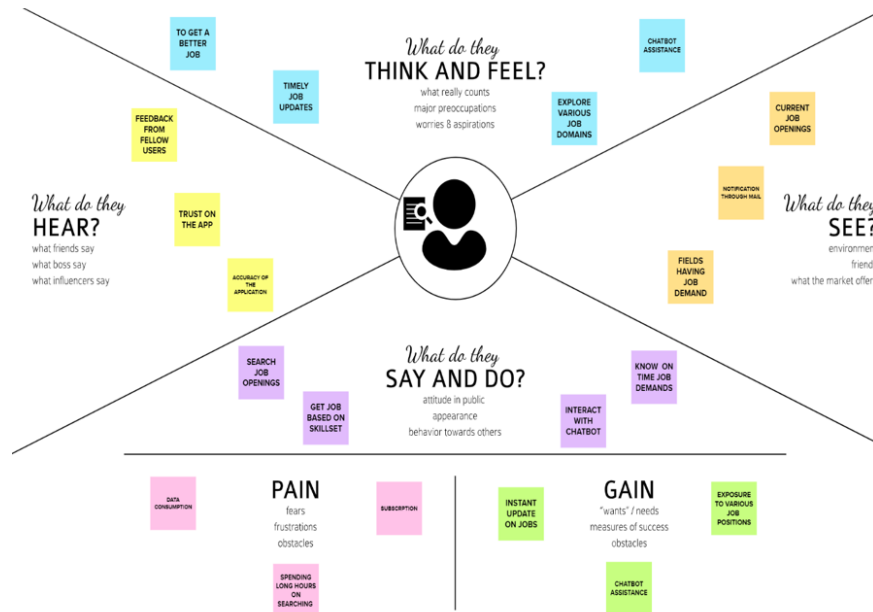 What do they
THINK AND FEEL?
what really counts
major preocupations
worries & aspirations
TO GET A
BETTER
JOB
TIMELY
JOB
UPDATES
CHATBOT
ASSISTANCE
EXPLORE
VARIOUS
JOB
DOMAINS
What do they
HEAR?
what friends say
what boss say
what influencers say
FEEDBACK
FROM
FELLOW
USERS
TRUST ON
THE APP
ACCURACY OF
THE
APPLICATION
What do they
SEE?
environmen
friend
what the market offer
CURRENT
JOB
OPENINGS
NOTIFICATION
THROUGH MAIL
FIELDS
HAVING
JOB
DEMAND
What do they
SAY AND DO?
attitude in public
appearance
behavior towards others
SEARCH
JOB
OPENINGS
GET JOB
BASED ON
SKILLSET
INTERACT
WITH
CHATBOT
KNOW ON
TIME JOB
DEMANDS
PAIN
fears
frustrations
obstacles
DATA
CONSUMPTION
SUBSCRIPTION
SPENDING
LONG HOURS
ON
SEARCHING
GAIN
"wants" / needs
measures of success
obstacles
INSTANT
UPDATE
ON JOBS
EXPOSURE
TO VARIOUS
JOB
POSITIONS
CHATBOT
ASSISTANCE